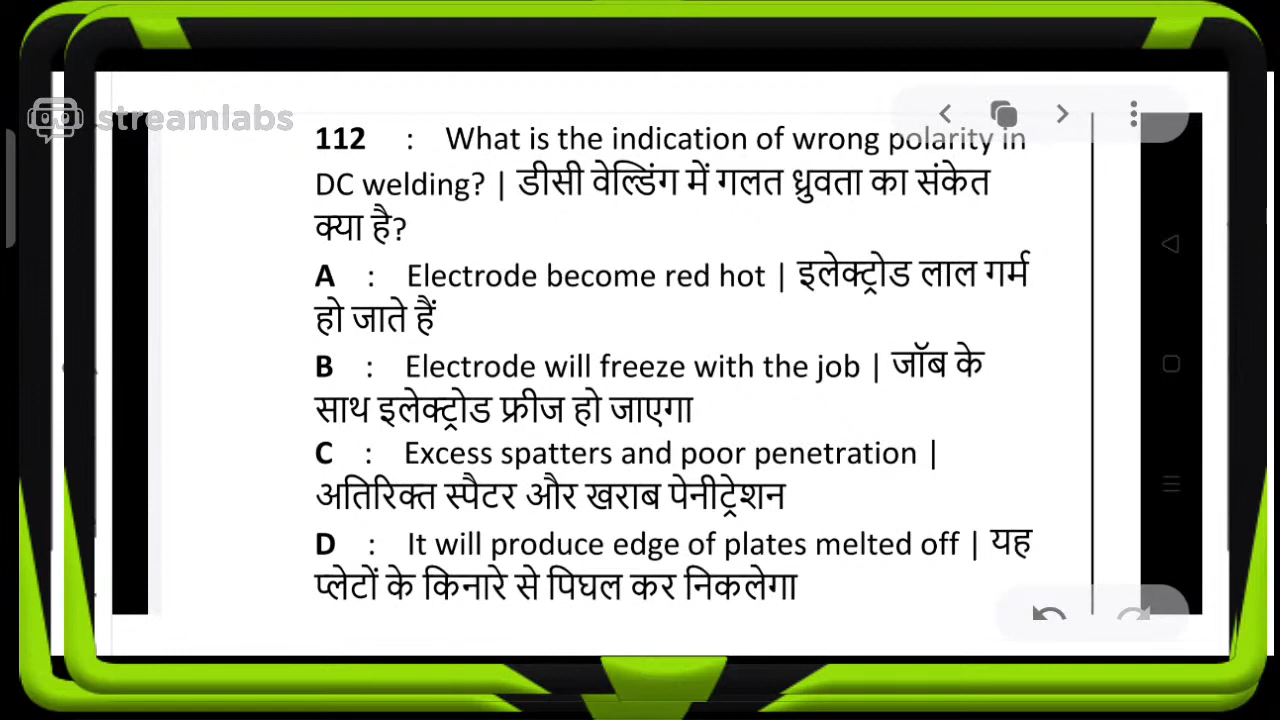 streamlabs
112 : What is the indication of wrong polarity in
DC welding? | डीसी वेल्डिंग में गलत ध्रुवता का संकेत
क्या है?
A : Electrode become red hot | इलेक्ट्रोड लाल गर्म
हो जाते हैं
B : Electrode will freeze with the job | जॉब के
साथ इलेक्ट्रोड फ्रीज हो जाएगा
C : Excess spatters and poor penetration |
अतिरिक्त स्पैटर और खराब पेनीट्रेशन
D : It will produce edge of plates melted off | यह
प्लेटों के किनारे से पिघल कर निकलेगा